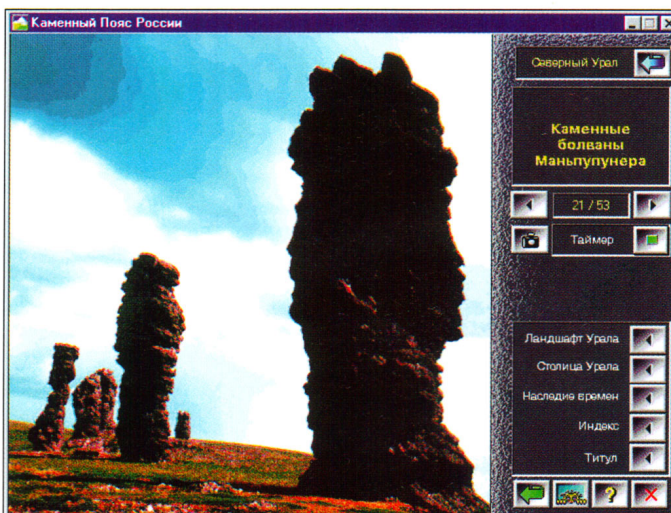 Каменный Пояс России
Северный Урал
Каменные
болваны
Маньпупунера
21 / 53
Таймер
Ландшафт Урала
Столица Урала
Наследие времен
Индекс
Титул
?